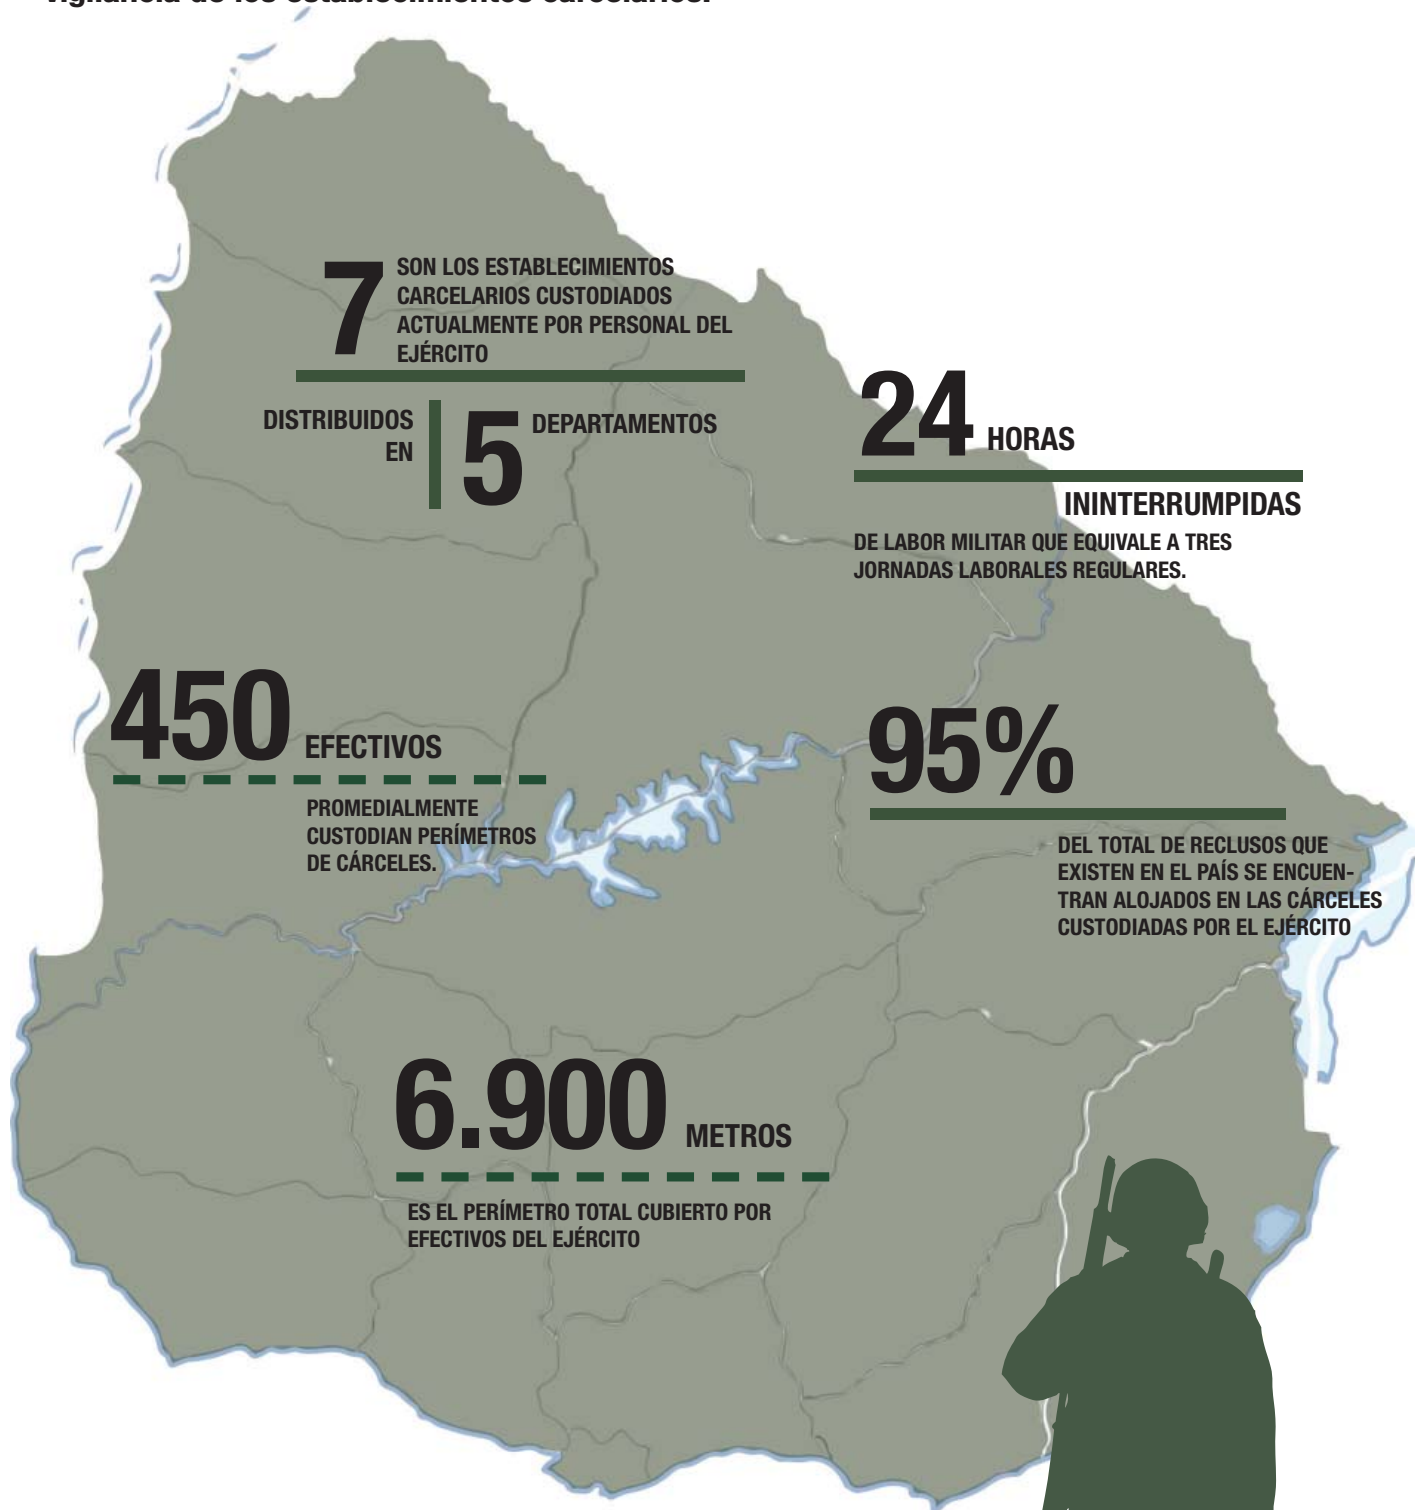 vigilancia de los establecimientos carcelarios.
7
SON LOS ESTABLECIMIENTOS
CARCELARIOS CUSTODIADOS
ACTUALMENTE POR PERSONAL DEL
EJÉRCITO
DISTRIBUIDOS
EN
5
DEPARTAMENTOS
24 HORAS
ININTERRUMPIDAS
DE LABOR MILITAR QUE EQUIVALE A TRES
JORNADAS LABORALES REGULARES.
450 EFECTIVOS
PROMEDIALMENTE
CUSTODIAN PERÍMETROS
DE CÁRCELES.
95%
DEL TOTAL DE RECLUSOS QUE
EXISTEN EN EL PAÍS SE ENCUEN-
TRAN ALOJADOS EN LAS CÁRCELES
CUSTODIADAS POR EL EJÉRCITO
6.900 METROS
ES EL PERÍMETRO TOTAL CUBIERTO POR
EFECTIVOS DEL EJÉRCITO